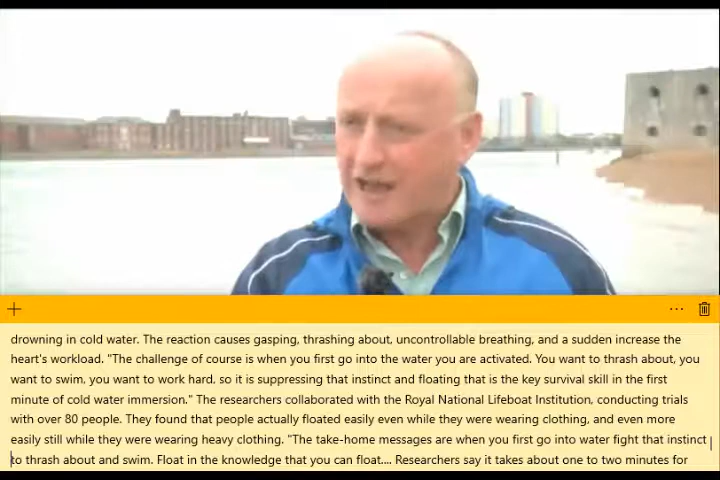 drowning in cold water. The reaction causes gasping, thrashing about, uncontrollable breathing, and a sudden increase the
heart's workload. "The challenge of course is when you first go into the water you are activated. You want to thrash about, you
want to swim, you want to work hard, so it is suppressing that instinct and floating that is the key survival skill in the first
minute of cold water immersion." The researchers collaborated with the Royal National Lifeboat Institution, conducting trials
with over 80 people. They found that people actually floated easily even while they were wearing clothing, and even more
easily still while they were wearing heavy clothing. "The take-home messages are when you first go into water fight that instinct
to thrash about and swim. Float in the knowledge that you can float.... Researchers say it takes about one to two minutes for